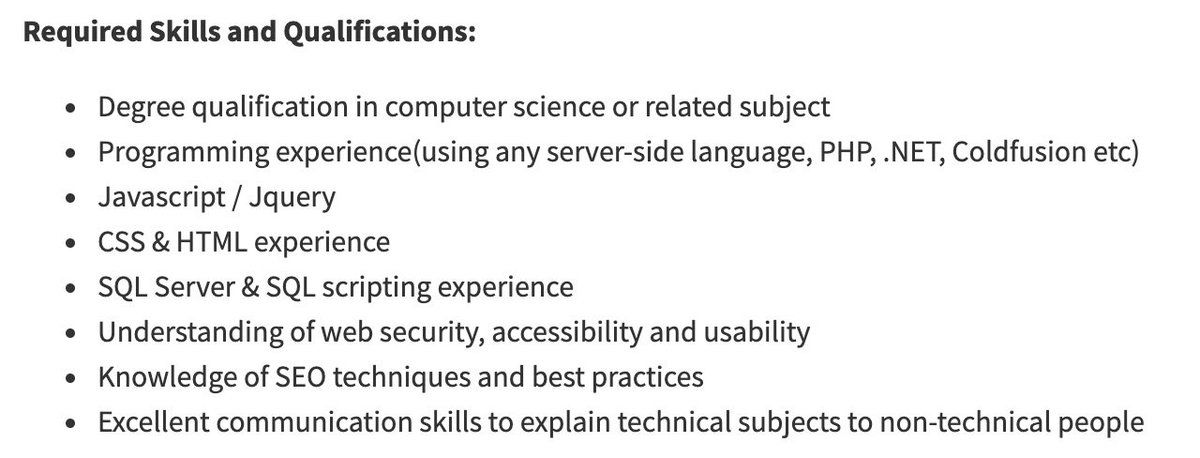 Required Skills and Qualifications:
Degree qualification in computer science or related subject
Programming experience(using any server-side language, PHP, .NET, Coldfusion etc)
Javascript / Jquery
CSS & HTML experience
SQL Server & SQL scripting experience
Understanding of web security, accessibility and usability
Knowledge of SEO techniques and best practices
Excellent communication skills to explain technical subjects to non-technical people